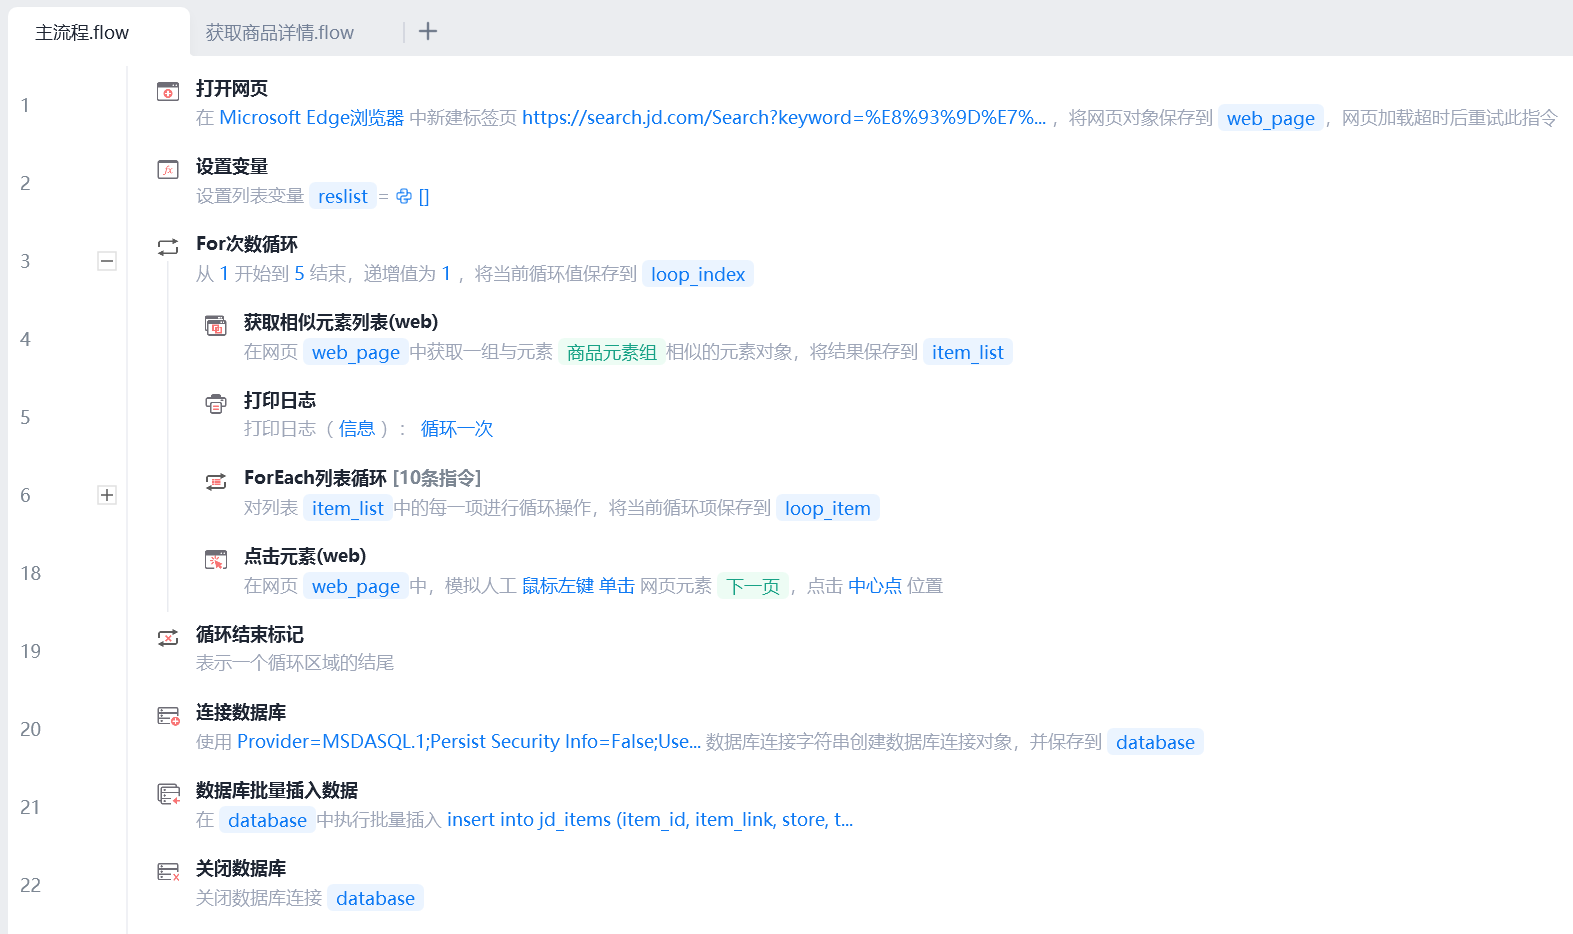 主流程.flow
获取商品详情.flow
1
打开网页
在 Microsoft Edge浏览器 中新建标签页 https://search.jd.com/Search?keyword=%E8%93%9D%E7%... ，将网页对象保存到 web_page ，网页加载超时后重试此指令
2
设置变量
设置列表变量 reslist = []
3
For次数循环
从 1 开始到 5 结束，递增值为 1 ，将当前循环值保存到 loop_index
4
获取相似元素列表(web)
在网页 web_page 中获取一组与元素 商品元素组 相似的元素对象，将结果保存到 item_list
5
打印日志
打印日志（ 信息 ）： 循环一次
6
ForEach列表循环 [10条指令]
对列表 item_list 中的每一项进行循环操作，将当前循环项保存到 loop_item
18
点击元素(web)
在网页 web_page 中，模拟人工 鼠标左键 单击 网页元素 下一页 ，点击 中心点 位置
19
循环结束标记
表示一个循环区域的结尾
20
连接数据库
使用 Provider=MSDASQL.1;Persist Security Info=False;Use... 数据库连接字符串创建数据库连接对象，并保存到 database
21
数据库批量插入数据
在 database 中执行批量插入 insert into jd_items (item_id, item_link, store, t...
22
关闭数据库
关闭数据库连接 database